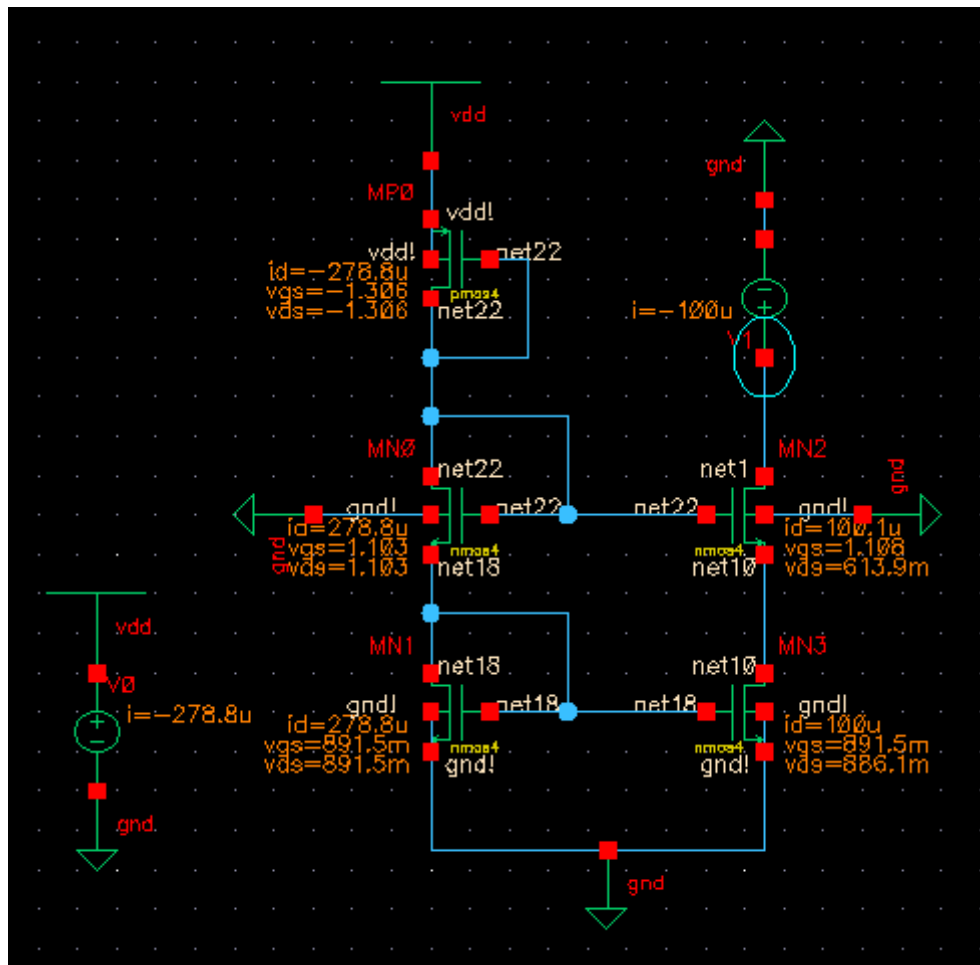 vdd
gnd
MPØ
vdd!
vdd!
net22
id=-278.8u
vgs=-1.306
vds=-1.306
pmos4
net22
i=-100u
V1
MNØ
net22
gnd!
net22
id=278.8u
vgs=1.103
vds=1.103
nmos4
net18
gnd
MN2
net1
net22
gnd!
id=100.1u
vgs=1.108
vds=613.9m
nmos4
net10
gnd
vdd
VØ
i=-278.8u
gnd
MN1
net18
gnd!
net18
id=278.8u
vgs=891.5m
vds=891.5m
nmos4
gnd!
MN3
net10
net18
gnd!
id=100u
vgs=891.5m
vds=886.1m
nmos4
gnd!
gnd